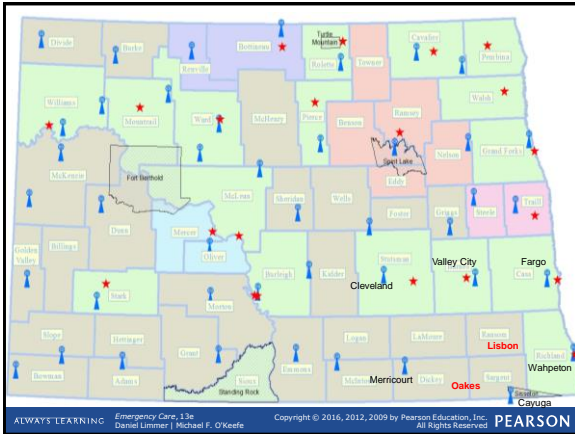 Divide
Burke
Renville
Bottineau
Turtle
Mountain
Rolette
Towner
Cavalier
Pembina
Williams
Mountrail
Ward
McHenry
Pierce
Benson
Ramsey
Walsh
Spirit Lake
Nelson
Grand Forks
McKenzie
Fort Berthold
McLean
Sheridan
Wells
Eddy
Foster
Griggs
Steele
Traill
Golden
Valley
Billings
Dunn
Mercer
Oliver
Burleigh
Kidder
Stutsman
Cleveland
Valley City
Fargo
Cass
Stark
Morton
Slope
Hettinger
Grant
Logan
LaMoure
Ransom
Lisbon
Richland
Wahpeton
Bowman
Adams
Sioux
Standing Rock
Emmons
McIntosh
Merricourt
Dickey
Oakes
Sargent
Cayuga
ALWAYS LEARNING
Emergency Care, 13e
Daniel Limmer | Michael F. O'Keefe
Copyright © 2016, 2012, 2009 by Pearson Education, Inc.
All Rights Reserved
PEARSON